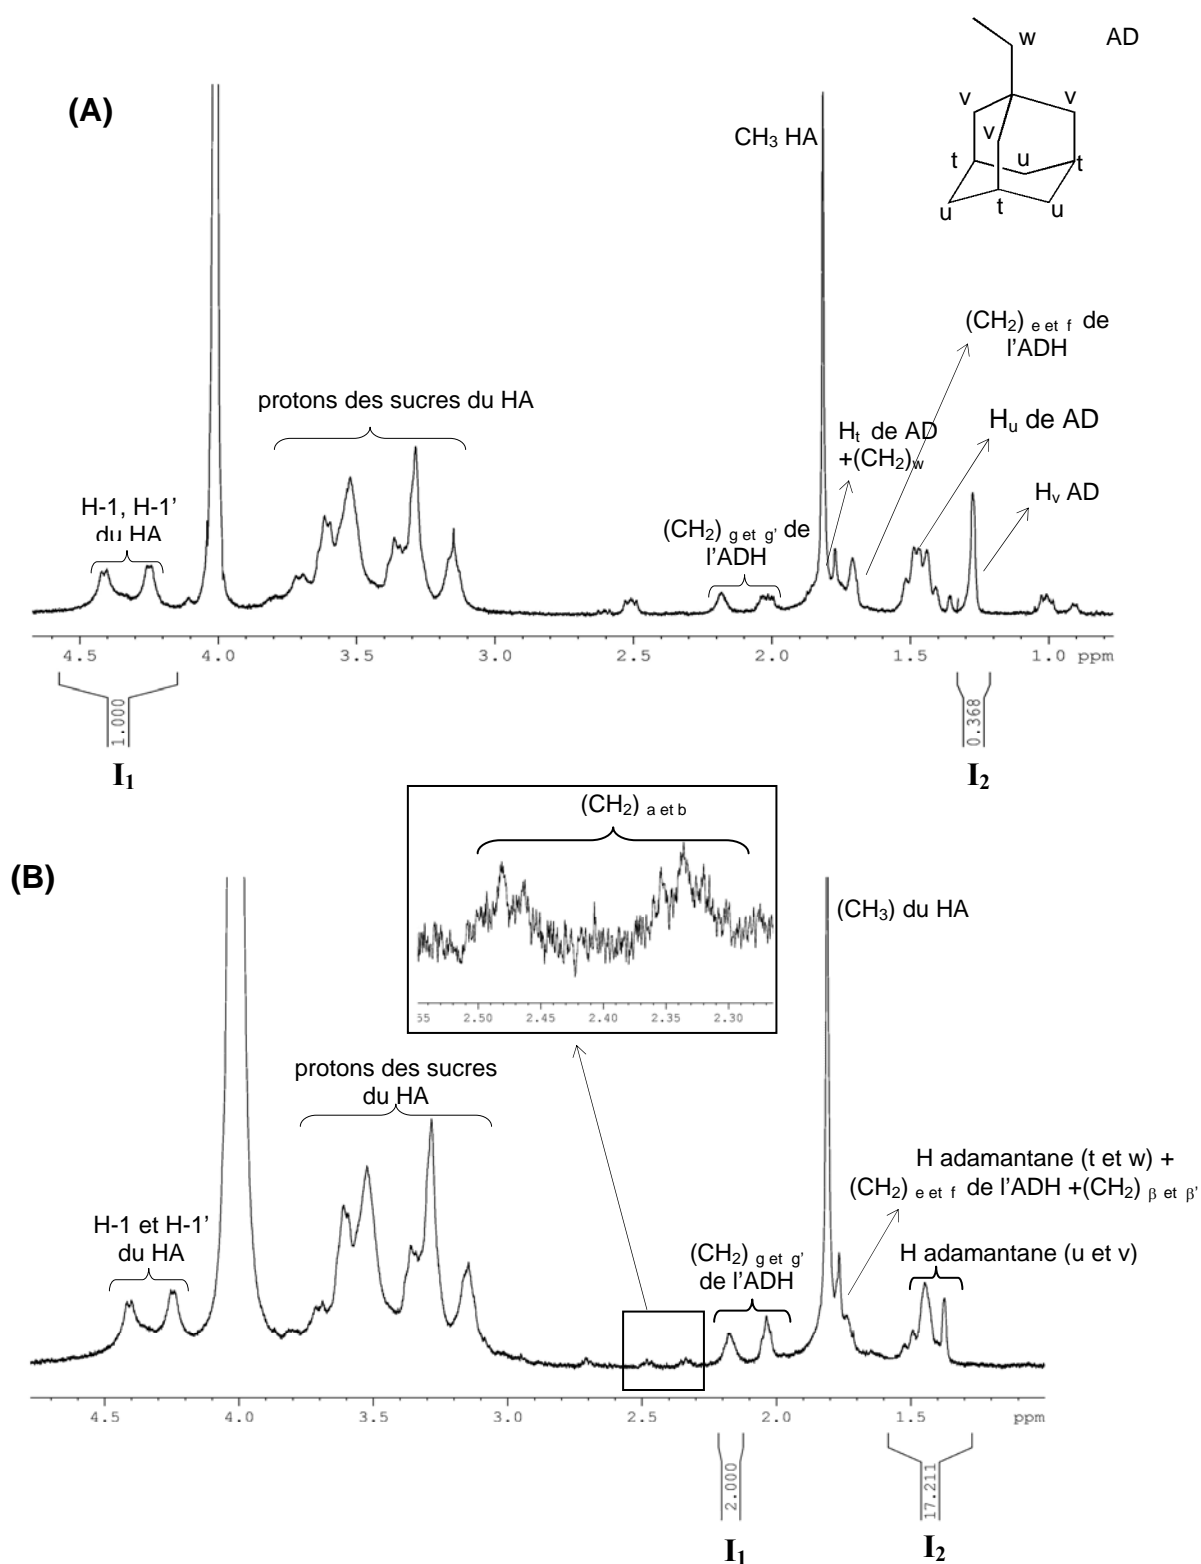 w
AD
(A)
v
v
v
CH3 HA
t
u
t
u
t
u
(CH2) e et f de
l'ADH
protons des sucres du HA
Ht de AD
+(CH2)w
Hu de AD
H-1, H-1'
du HA
(CH2) g et g' de
l'ADH
Hv AD
4.5
4.0
3.5
3.0
2.5
2.0
1.5
1.0 ppm
1.000
0.368
I1
I2
(CH2) a et b
(B)
(CH3) du HA
55
2.50
2.45
2.40
2.35
2.30
protons des sucres
du HA
H adamantane (t et w) +
(CH2) e et f de l'ADH +(CH2) β et β'
H-1 et H-1'
du HA
(CH2) g et g'
de l'ADH
H adamantane (u et v)
4.5
4.0
3.5
3.0
2.5
2.0
1.5
ppm
2.000
17.211
I1
I2